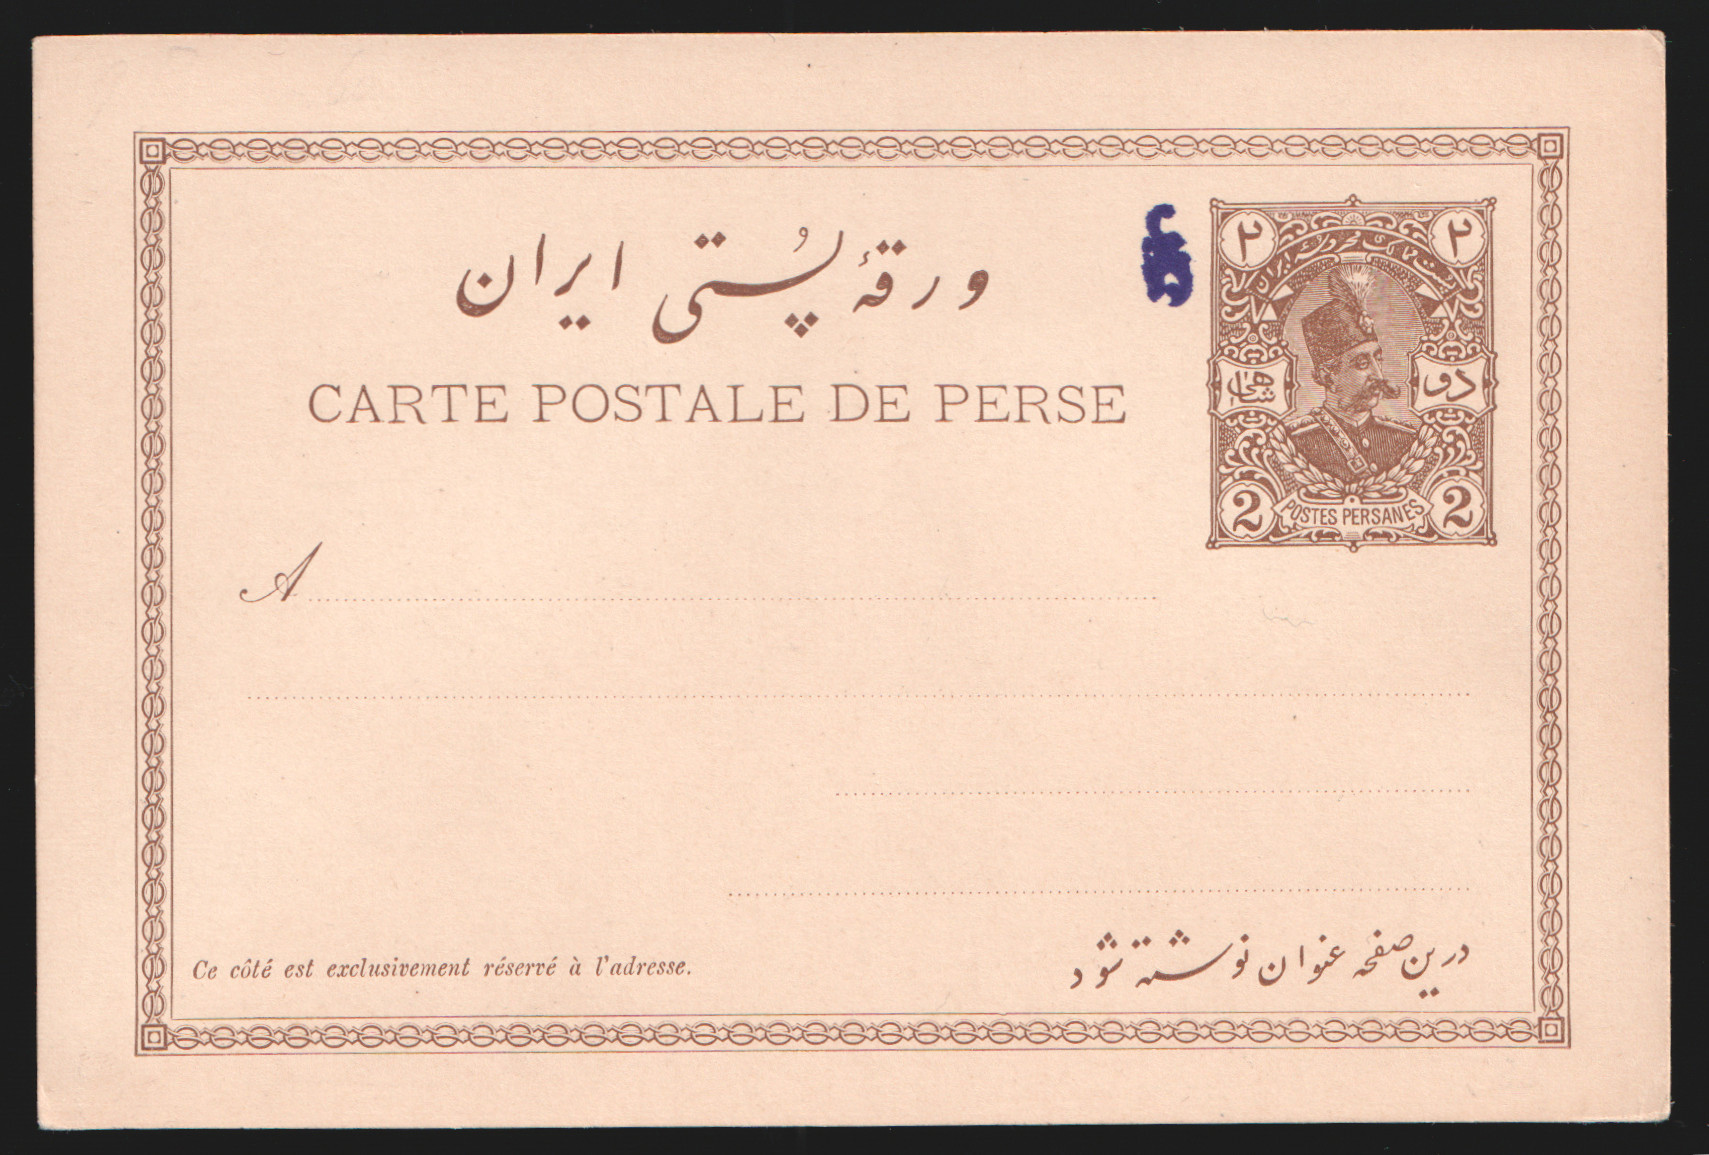 ورقهٔ پُستی ایران
CARTE POSTALE DE PERSE
۲ ۲
دو شاهی
2 POSTES PERSANES 2
A
Ce côté est exclusivement réservé à l'adresse.
درین صفحه عنوان نوشته شود